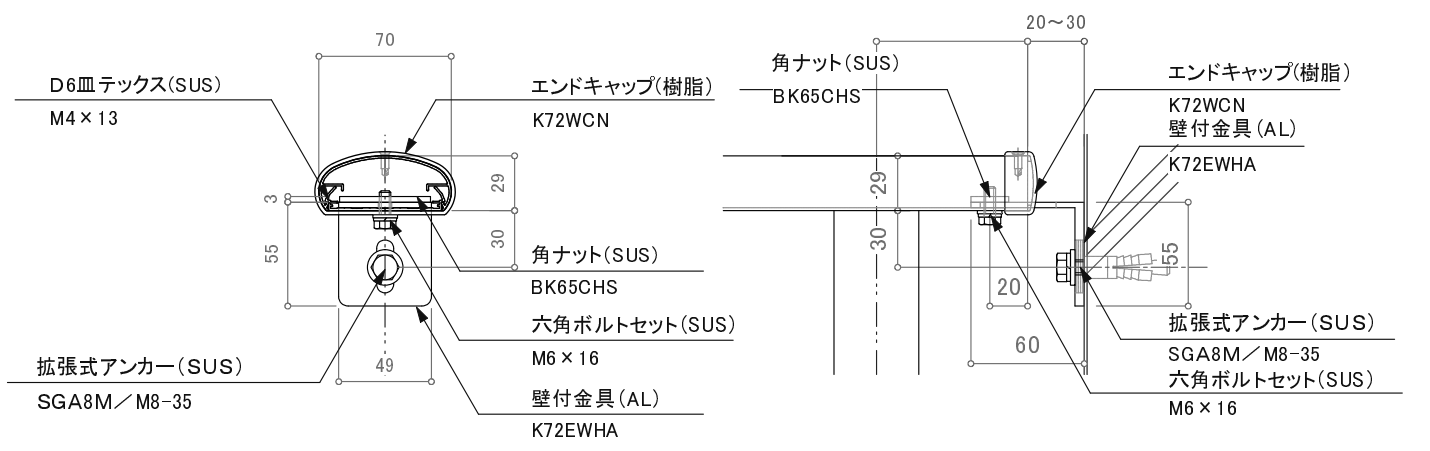 70
D6皿テックス(SUS)
M4×13
エンドキャップ(樹脂)
K72WCN
3
55
29
30
角ナット(SUS)
BK65CHS
六角ボルトセット(SUS)
M6×16
拡張式アンカー(SUS)
SGA8M／M8-35
49
壁付金具(AL)
K72EWHA
20～30
角ナット(SUS)
BK65CHS
エンドキャップ(樹脂)
K72WCN
壁付金具(AL)
K72EWHA
29
30
55
20
60
拡張式アンカー(SUS)
SGA8M／M8-35
六角ボルトセット(SUS)
M6×16